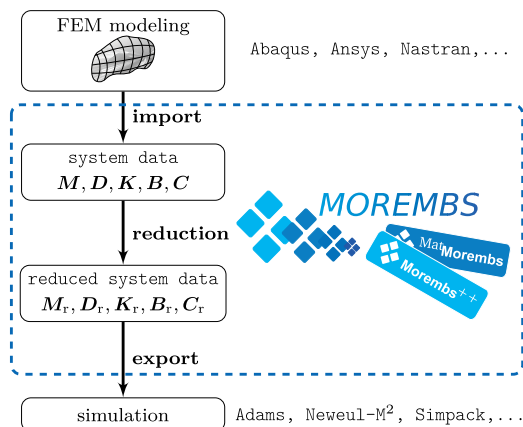 FEM modeling
Abaqus, Ansys, Nastran,...
import
system data
M, D, K, B, C
MOREMBS
MatMorembs
Morembs++
reduction
reduced system data
Mr, Dr, Kr, Br, Cr
export
simulation
Adams, Neweul-M², Simpack,...